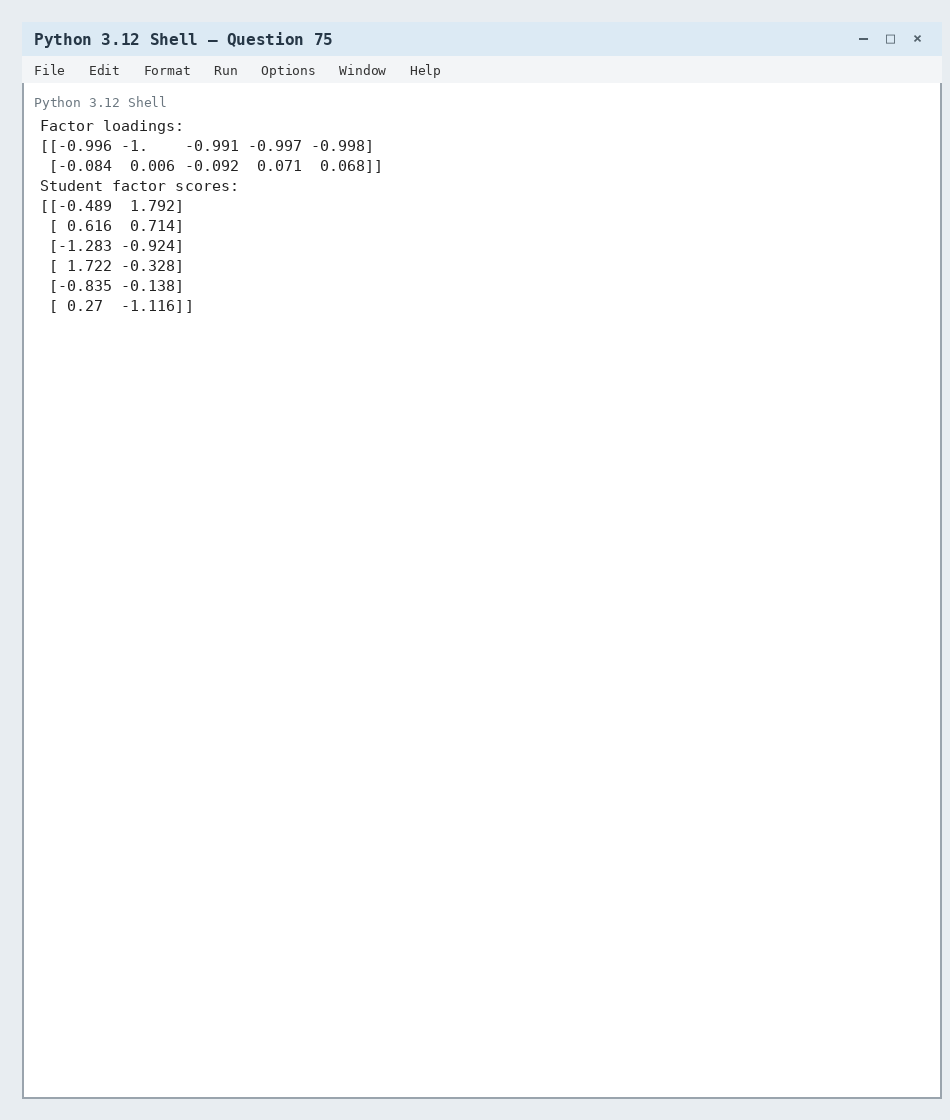 Python 3.12 Shell — Question 75
— □ ×
File Edit Format Run Options Window Help
Python 3.12 Shell
Factor loadings:
[[-0.996 -1.    -0.991 -0.997 -0.998]
 [-0.084  0.006 -0.092  0.071  0.068]]
Student factor scores:
[[-0.489  1.792]
 [ 0.616  0.714]
 [-1.283 -0.924]
 [ 1.722 -0.328]
 [-0.835 -0.138]
 [ 0.27  -1.116]]